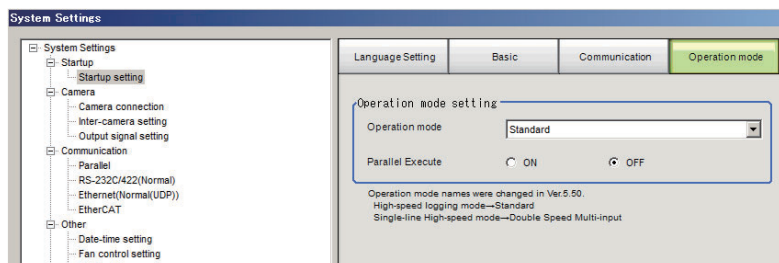 System Settings
System Settings
Startup
Startup setting
Camera
Camera connection
Inter-camera setting
Output signal setting
Communication
Parallel
RS-232C/422(Normal)
Ethernet(Normal(UDP))
EtherCAT
Other
Date-time setting
Fan control setting
Language Setting
Basic
Communication
Operation mode
Operation mode setting
Operation mode
Standard
Parallel Execute
ON
OFF
Operation mode names were changed in Ver.5.50.
High-speed logging mode→Standard
Single-line High-speed mode→Double Speed Multi-input